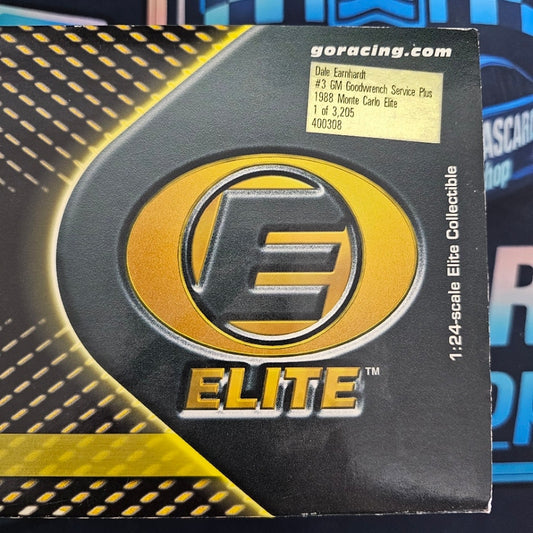 goracing.com
Dale Earnhardt
#3 GM Goodwrench Service Plus
1988 Monte Carlo Elite
1 of 3,205
400308
E
ELITE™
1:24-scale Elite Collectible